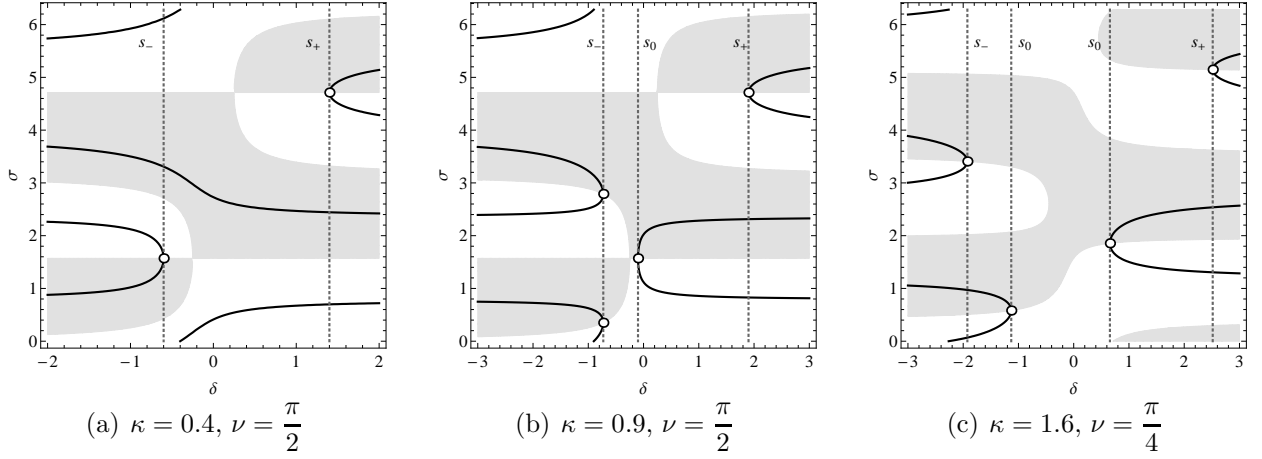 6
5
4
3
2
1
0
σ
s₋
s₊
−2
−1
0
1
2
δ
(a) κ = 0.4, ν = π/2
6
5
4
3
2
1
0
σ
s₋
s₀
s₊
−3
−2
−1
0
1
2
3
δ
(b) κ = 0.9, ν = π/2
6
5
4
3
2
1
0
σ
s₋
s₀
s₀
s₊
−3
−2
−1
0
1
2
3
δ
(c) κ = 1.6, ν = π/4